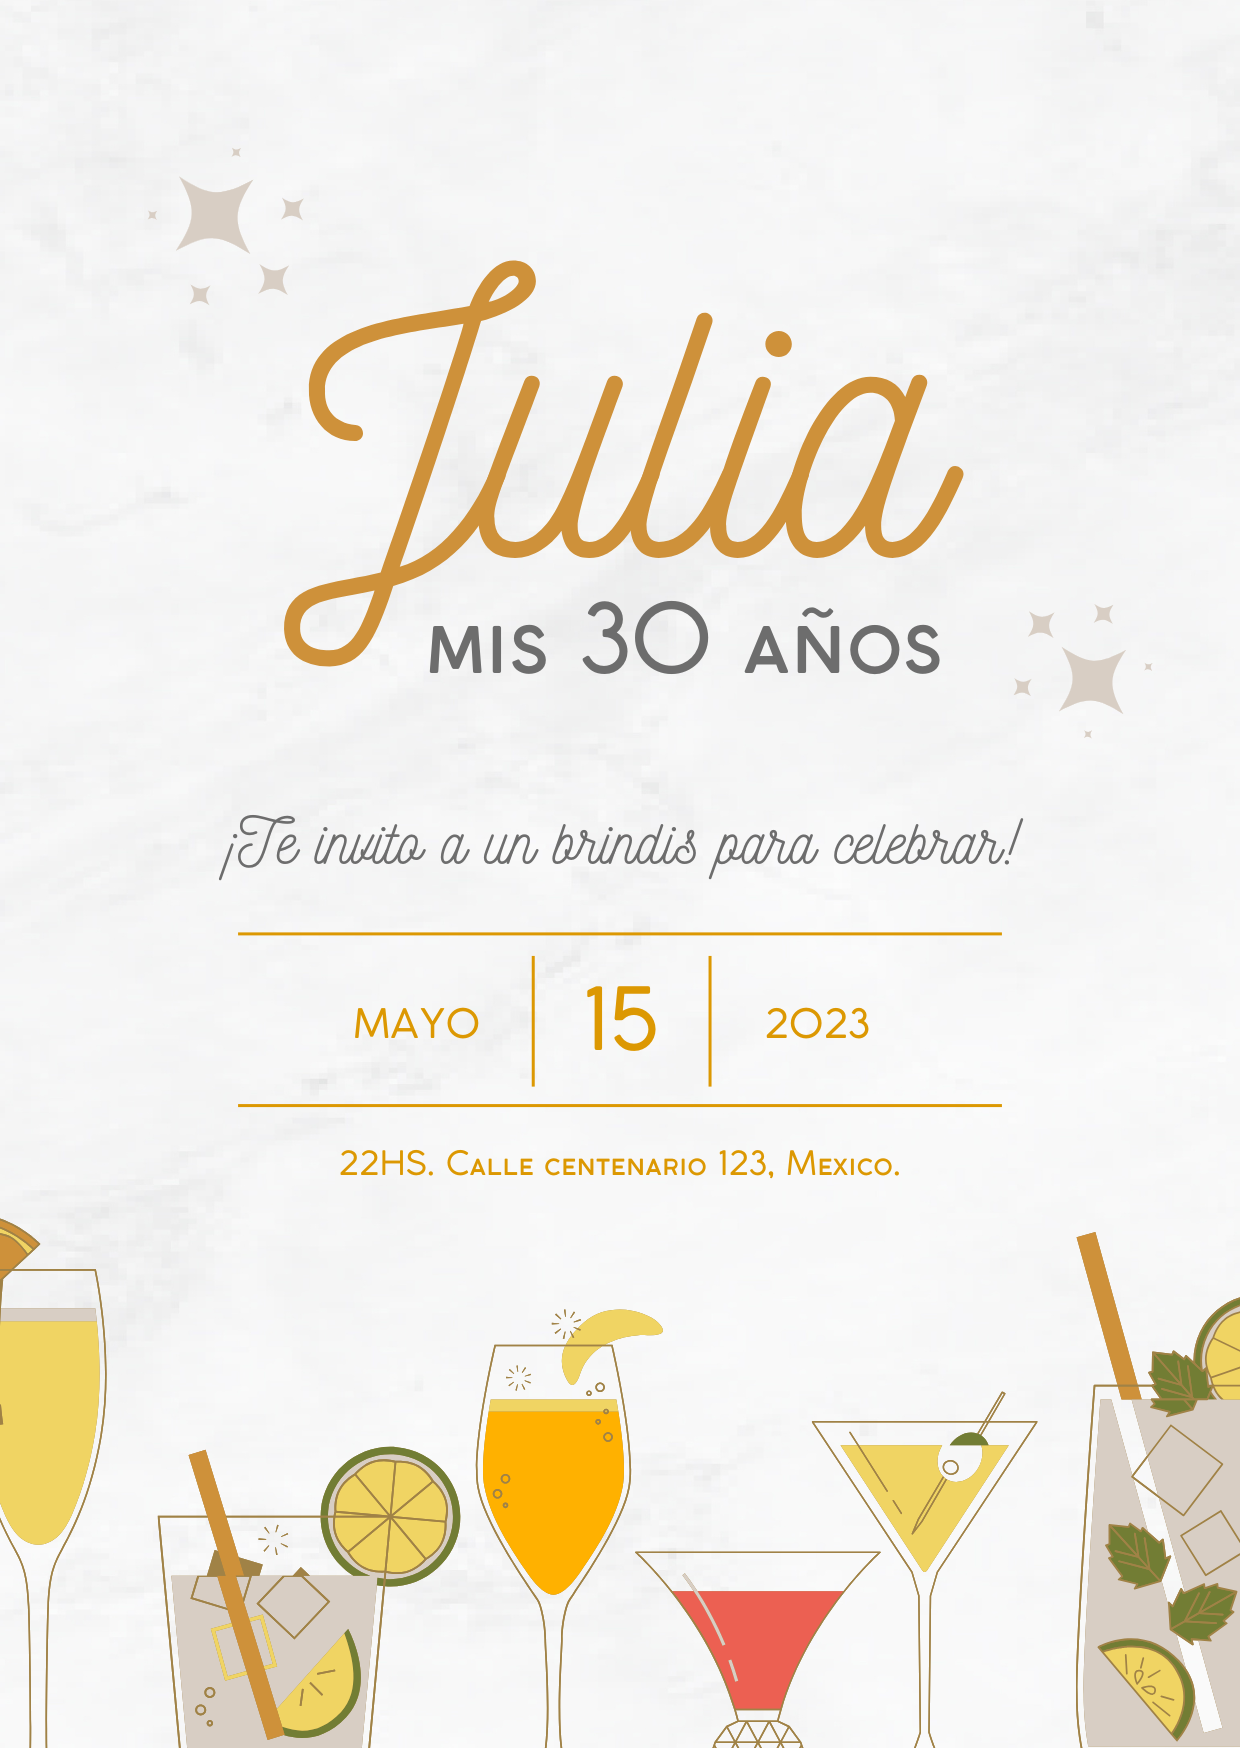 Julia
MIS 30 AÑOS
¡Te invito a un brindis para celebrar!
MAYO 15 2023
22HS. Calle centenario 123, Mexico.